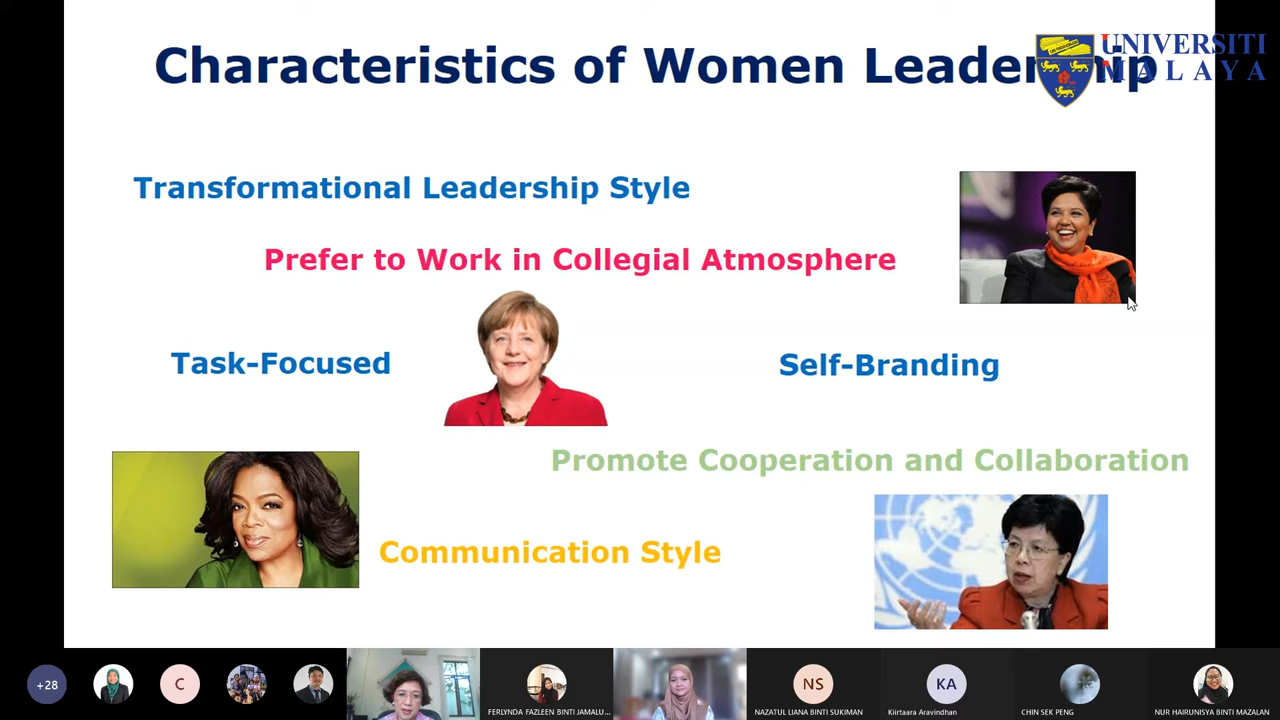 Characteristics of Women Leadership
UNIVERSITI
MALAYA
Transformational Leadership Style
Prefer to Work in Collegial Atmosphere
Task-Focused
Self-Branding
Promote Cooperation and Collaboration
Communication Style
+28
C
FERLYNDA FAZLEEN BINTI JAMALU...
NS
NAZATUL LIANA BINTI SUKIMAN
KA
Kiirtaara Aravindhan
CHIN SEK PENG
NUR HAIRUNISYA BINTI MAZALAN